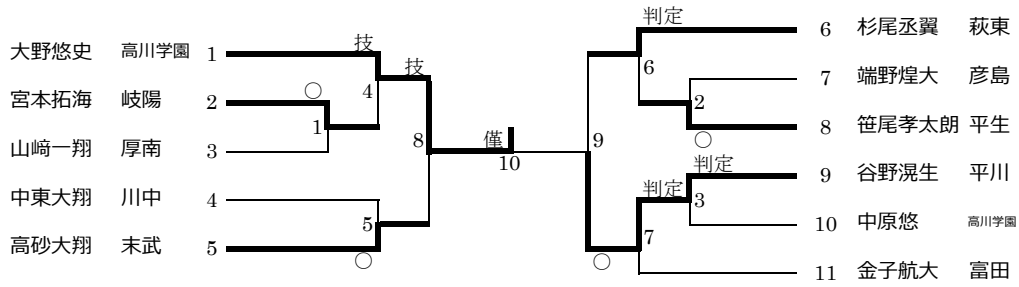 大野悠史 高川学園 1
宮本拓海 岐陽 2
山﨑一翔 厚南 3
中東大翔 川中 4
高砂大翔 末武 5
技
技
○
4
1
8
5
○
僅
10
9
判定
6
2
○
判定
判定
3
7
○
6 杉尾丞翼 萩東
7 端野煌大 彦島
8 笹尾孝太朗 平生
9 谷野滉生 平川
10 中原悠 高川学園
11 金子航大 富田